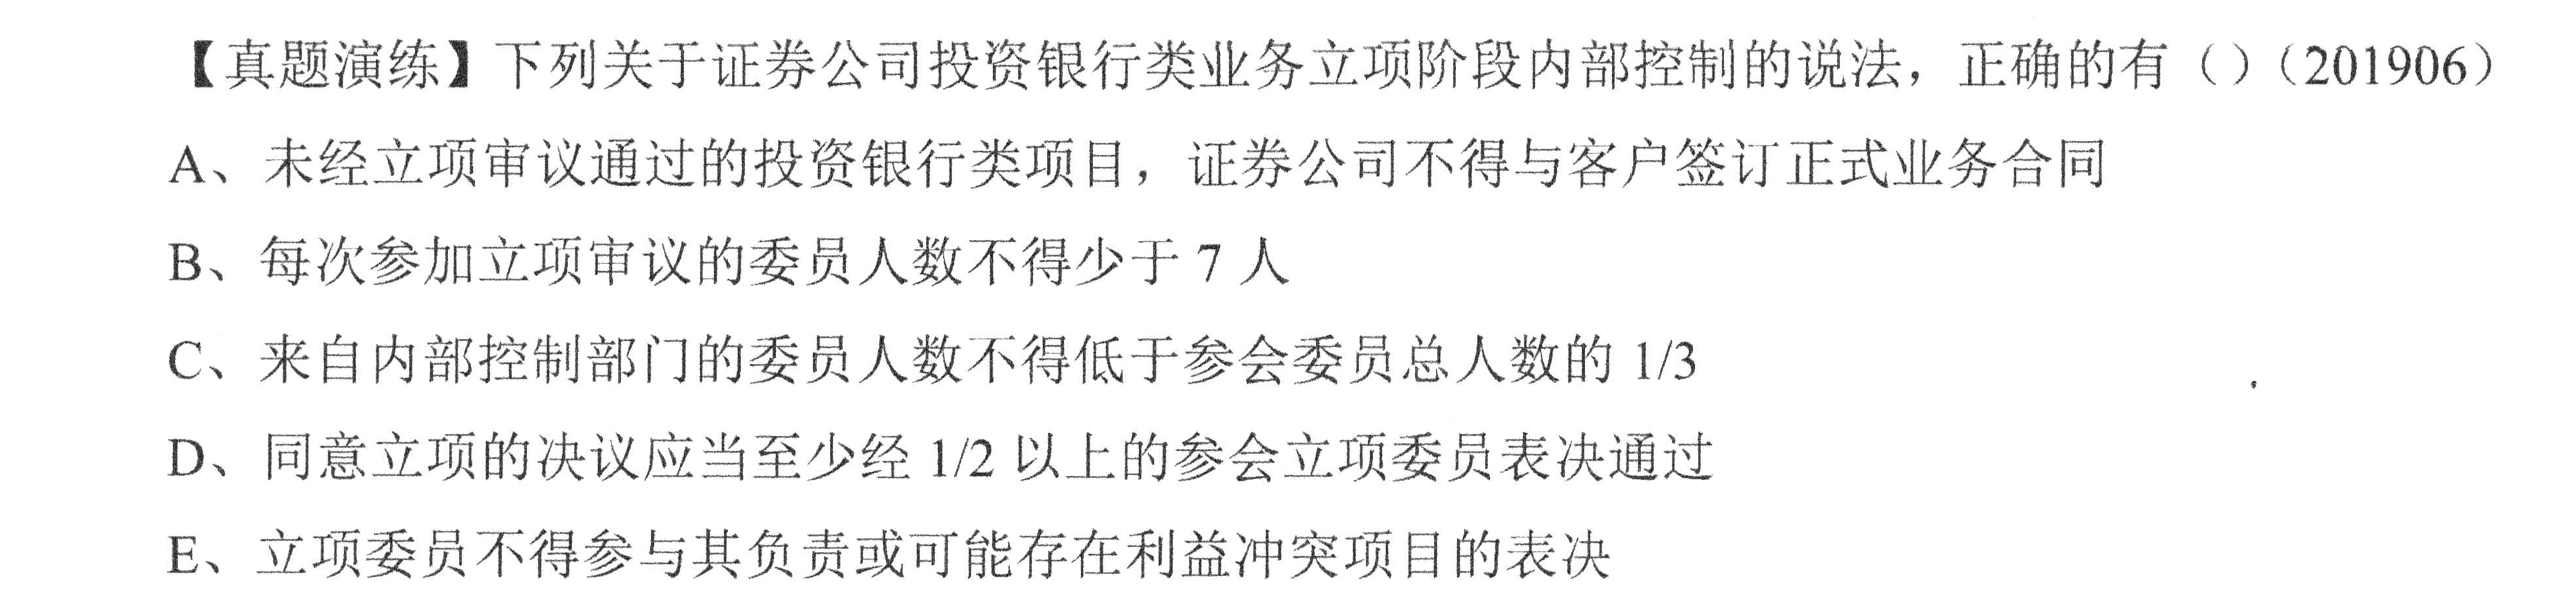 【真题演练】下列关于证券公司投资银行类业务立项阶段内部控制的说法，正确的有（）（201906）
A、未经立项审议通过的投资银行类项目，证券公司不得与客户签订正式业务合同
B、每次参加立项审议的委员人数不得少于 7 人
C、来自内部控制部门的委员人数不得低于参会委员总人数的 1/3
D、同意立项的决议应当至少经 1/2 以上的参会立项委员表决通过
E、立项委员不得参与其负责或可能存在利益冲突项目的表决